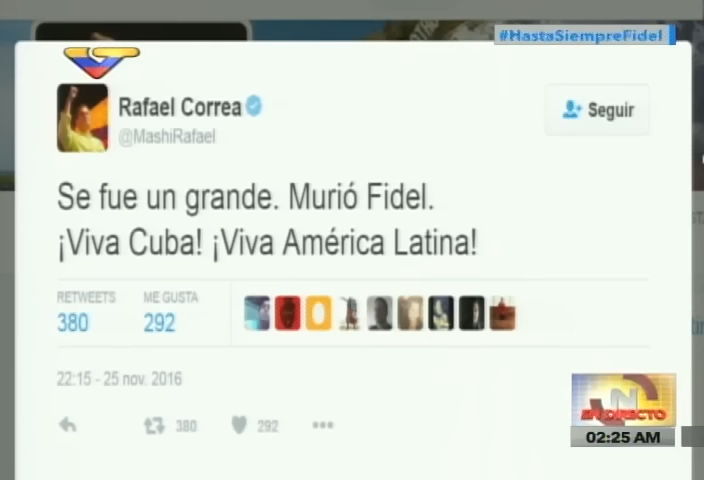 #HastaSiempreFidel
Rafael Correa
@MashiRafael
Seguir
Se fue un grande. Murió Fidel.
¡Viva Cuba! ¡Viva América Latina!
RETWEETS ME GUSTA
380 292
22:15 - 25 nov. 2016
380 292
N
EN DIRECTO
02:25 AM